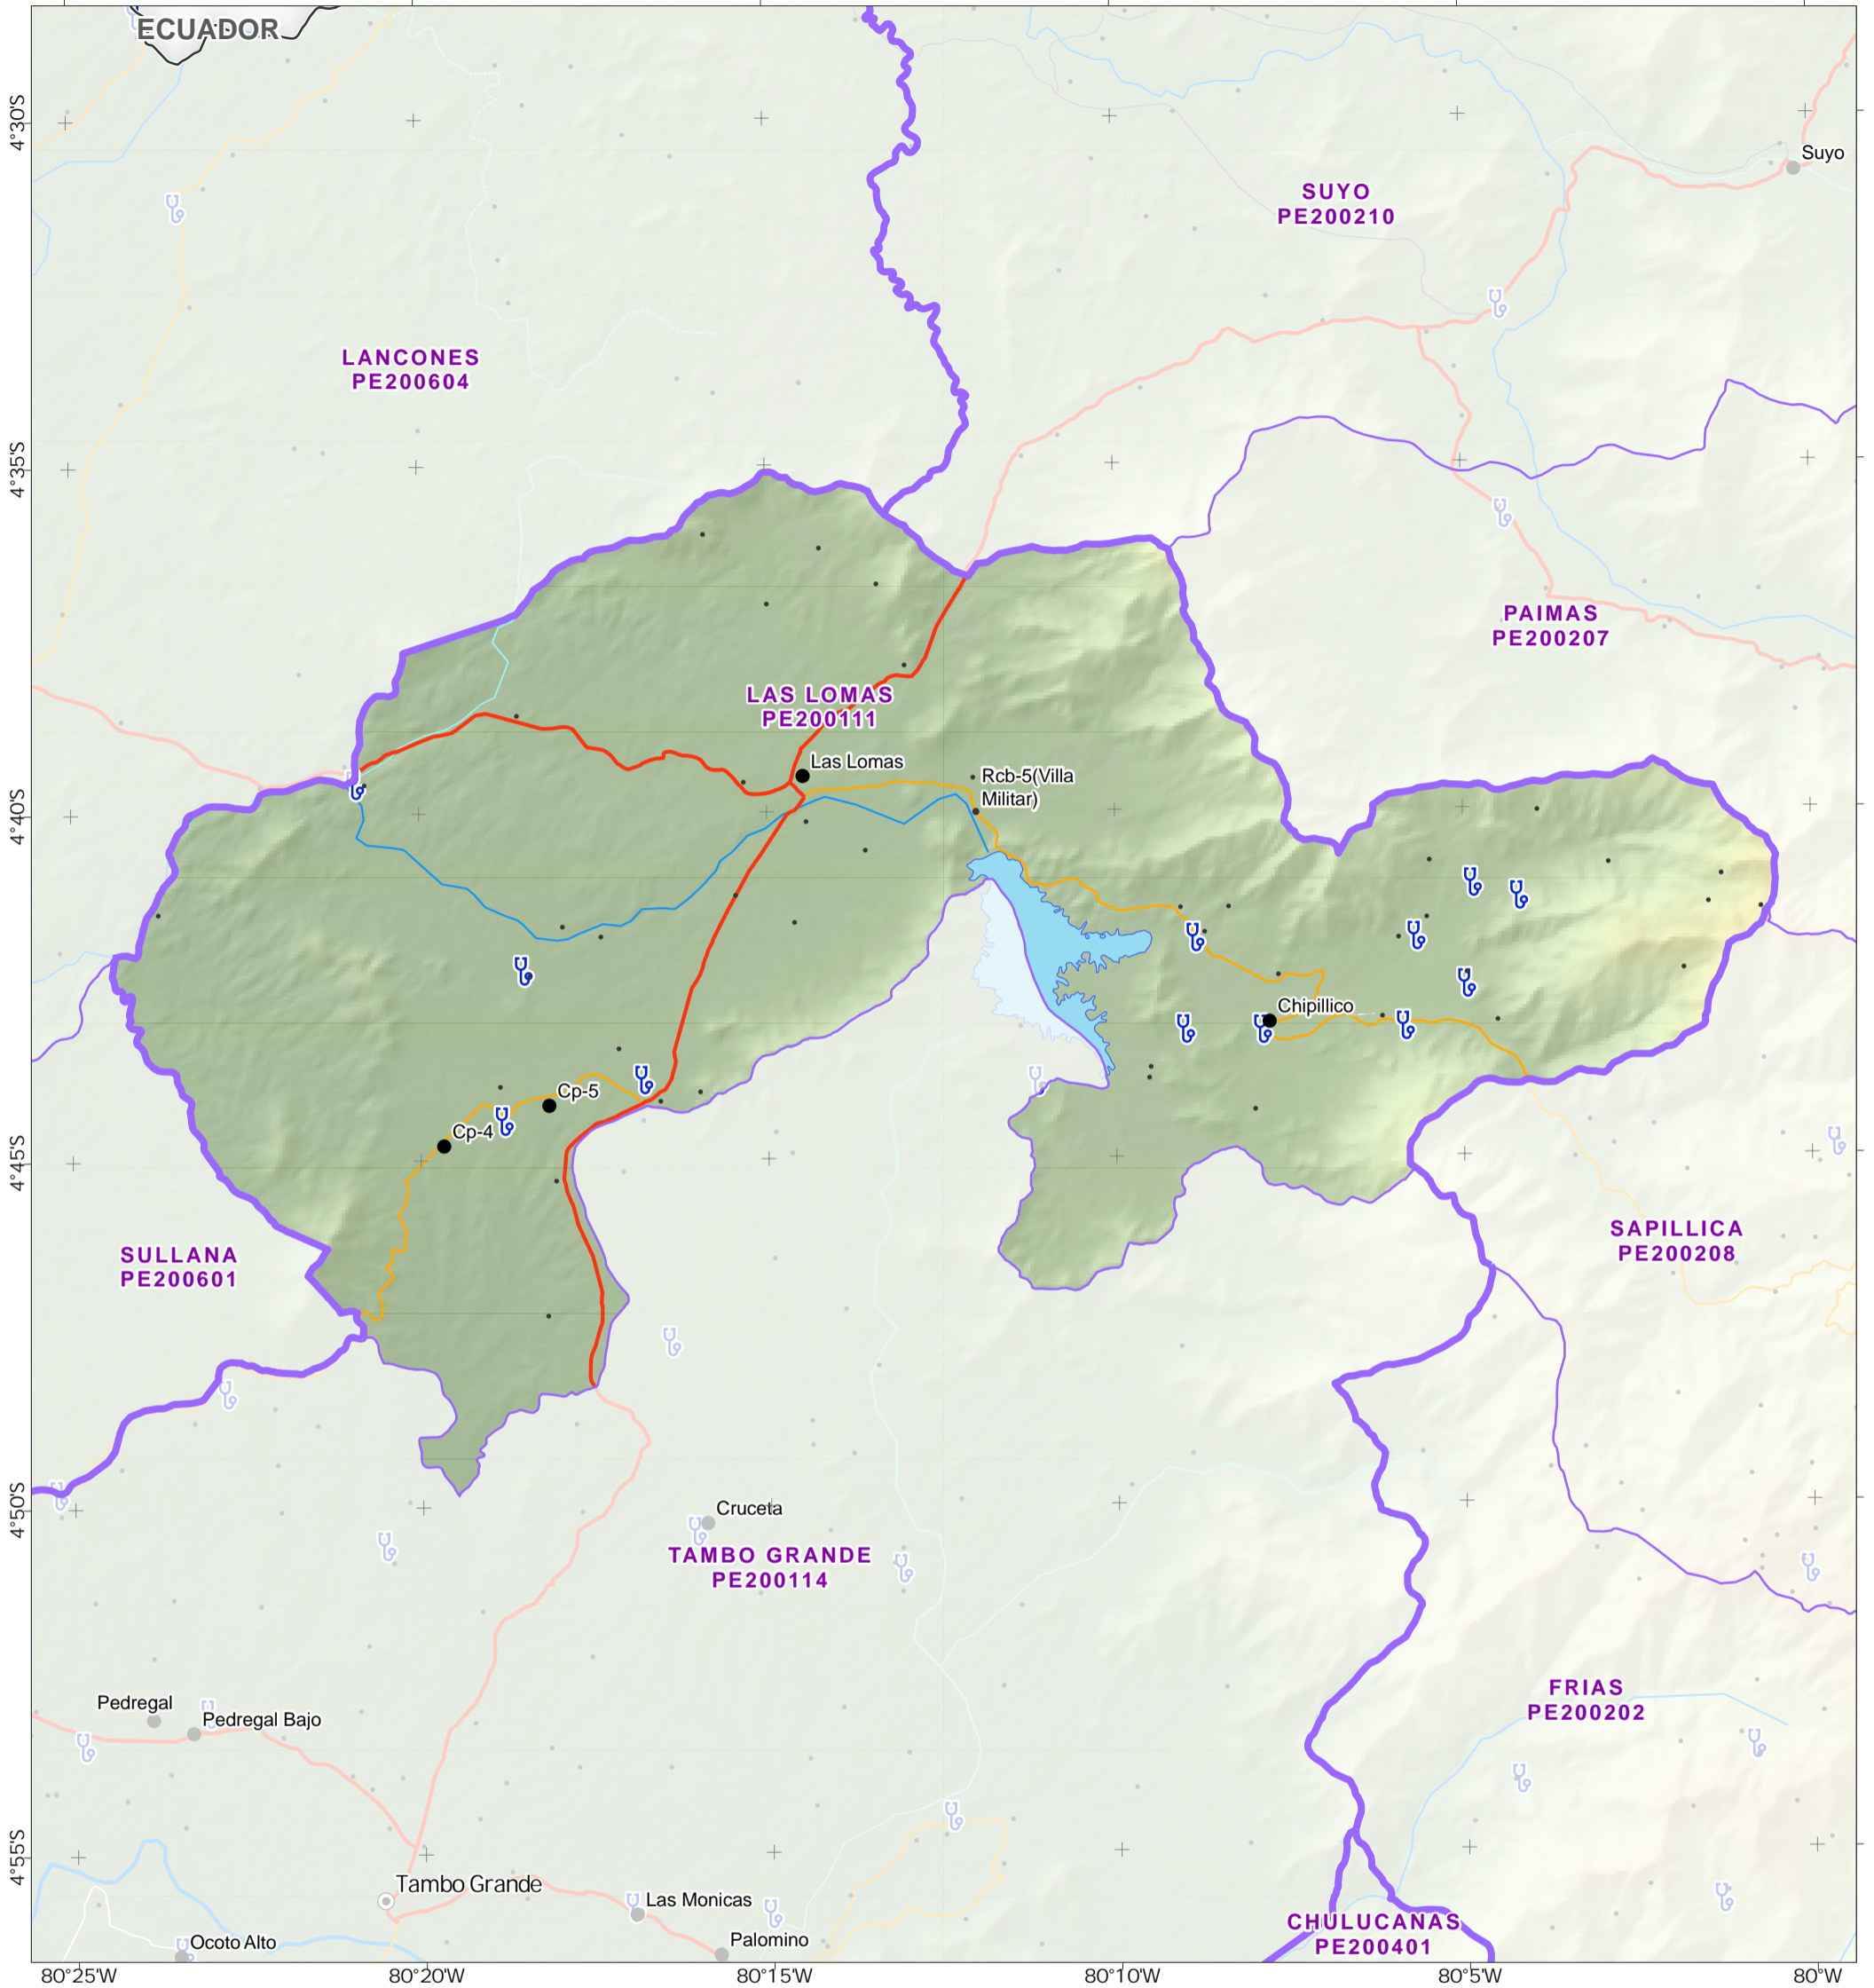 ECUADOR
4°30'S
Suyo
SUYO
PE200210
LANCONES
PE200604
4°35'S
PAIMAS
PE200207
LAS LOMAS
PE200111
Las Lomas
Rcb-5(Villa
Militar)
4°40'S
Chipillico
Cp-5
Cp-4
4°45'S
SULLANA
PE200601
SAPILLICA
PE200208
4°50'S
Cruceta
TAMBO GRANDE
PE200114
FRIAS
PE200202
Pedregal
Pedregal Bajo
4°55'S
Tambo Grande
Las Monicas
Ocoto Alto
Palomino
CHULUCANAS
PE200401
80°25'W 80°20'W 80°15'W 80°10'W 80°5'W 80°W